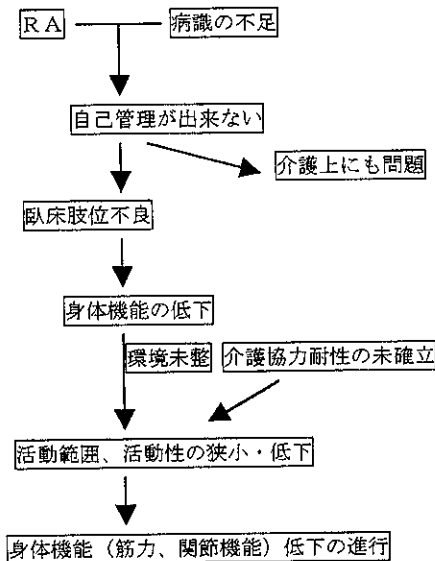 RA
病識の不足
自己管理が出来ない
介護上にも問題
臥床肢位不良
身体機能の低下
環境未整
介護協力耐性の未確立
活動範囲、活動性の狭小・低下
身体機能（筋力、関節機能）低下の進行